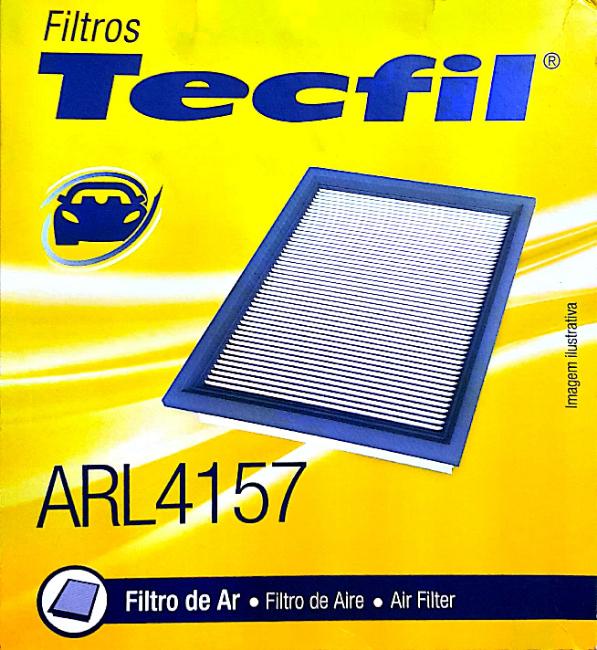 Filtros
Tecfil®
Imagem ilustrativa
ARL4157
Filtro de Ar • Filtro de Aire • Air Filter